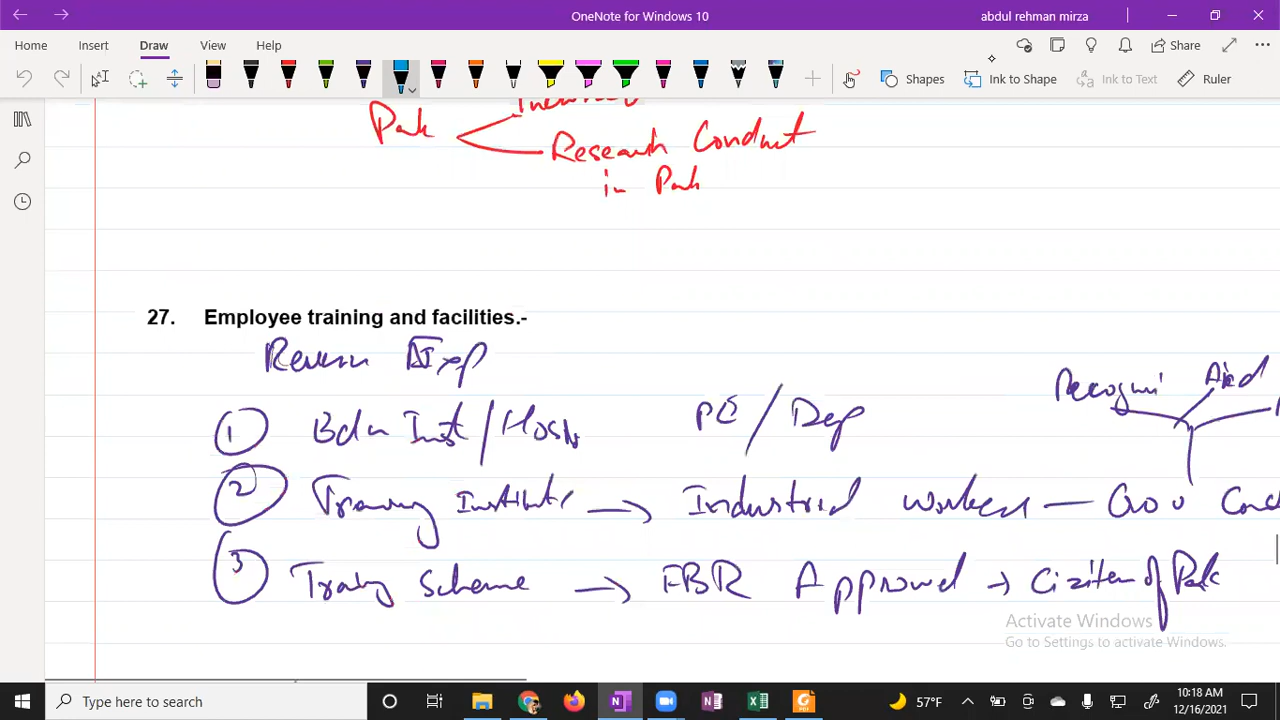 OneNote for Windows 10
abdul rehman mirza
Home Insert Draw View Help
Share
Shapes Ink to Shape Ink to Text Ruler
Pak
Research Conduct
in Pak
27. Employee training and facilities.-
Exp
Recogni Aied
① Inst/Hosp PE / Dep
② Training Institute → Industrial workers — Gov
③ Training Scheme → FBR Approved → Citizen of Pak
Activate Windows
Go to Settings to activate Windows.
Type here to search
57°F
10:18 AM
12/16/2021